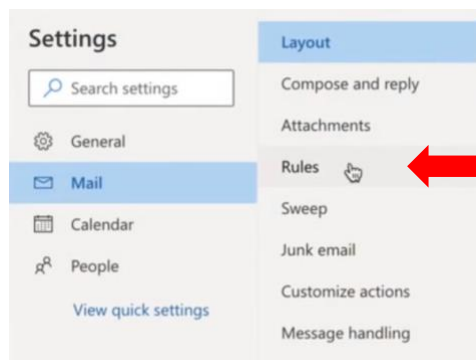 Settings
Search settings
General
Mail
Calendar
People
View quick settings
Layout
Compose and reply
Attachments
Rules
Sweep
Junk email
Customize actions
Message handling